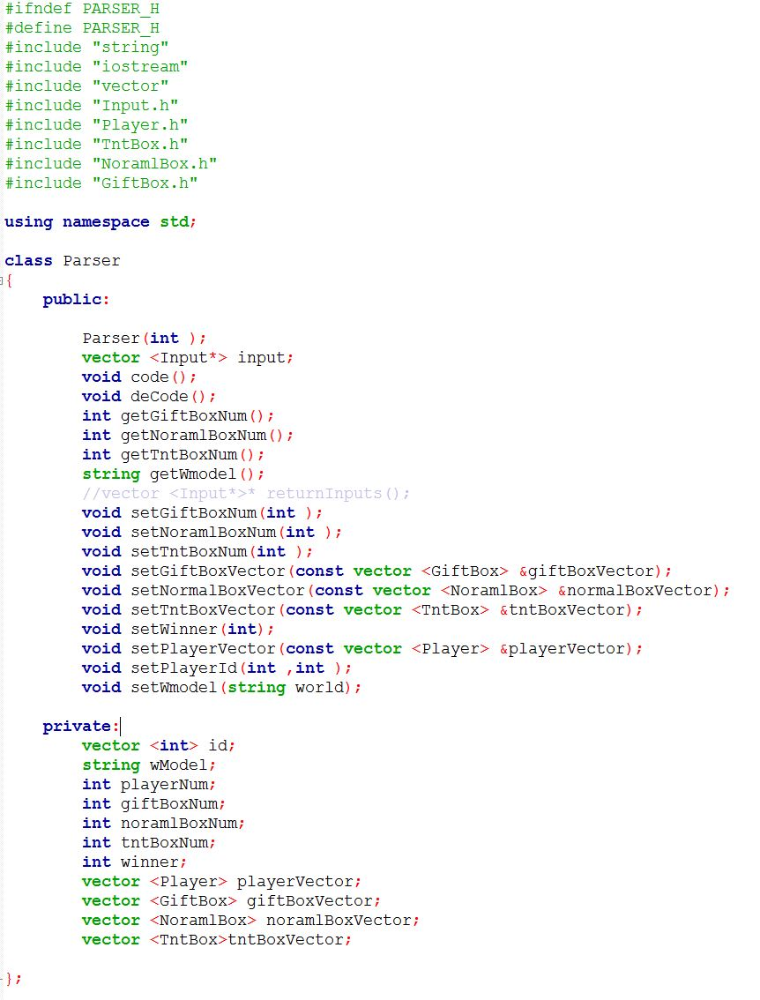 #ifndef PARSER_H
#define PARSER_H
#include "string"
#include "iostream"
#include "vector"
#include "Input.h"
#include "Player.h"
#include "TntBox.h"
#include "NoramlBox.h"
#include "GiftBox.h"
using namespace std;
class Parser
{
public:
Parser(int );
vector <Input*> input;
void code();
void deCode();
int getGiftBoxNum();
int getNoramlBoxNum();
int getTntBoxNum();
string getWmodel();
//vector <Input*>* returnInputs();
void setGiftBoxNum(int );
void setNoramlBoxNum(int );
void setTntBoxNum(int );
void setGiftBoxVector(const vector <GiftBox> &giftBoxVector);
void setNormalBoxVector(const vector <NoramlBox> &normalBoxVector);
void setTntBoxVector(const vector <TntBox> &tntBoxVector);
void setWinner(int);
void setPlayerVector(const vector <Player> &playerVector);
void setPlayerId(int ,int );
void setWmodel(string world);
private:
vector <int> id;
string wModel;
int playerNum;
int giftBoxNum;
int noramlBoxNum;
int tntBoxNum;
int winner;
vector <Player> playerVector;
vector <GiftBox> giftBoxVector;
vector <NoramlBox> noramlBoxVector;
vector <TntBox>tntBoxVector;
};